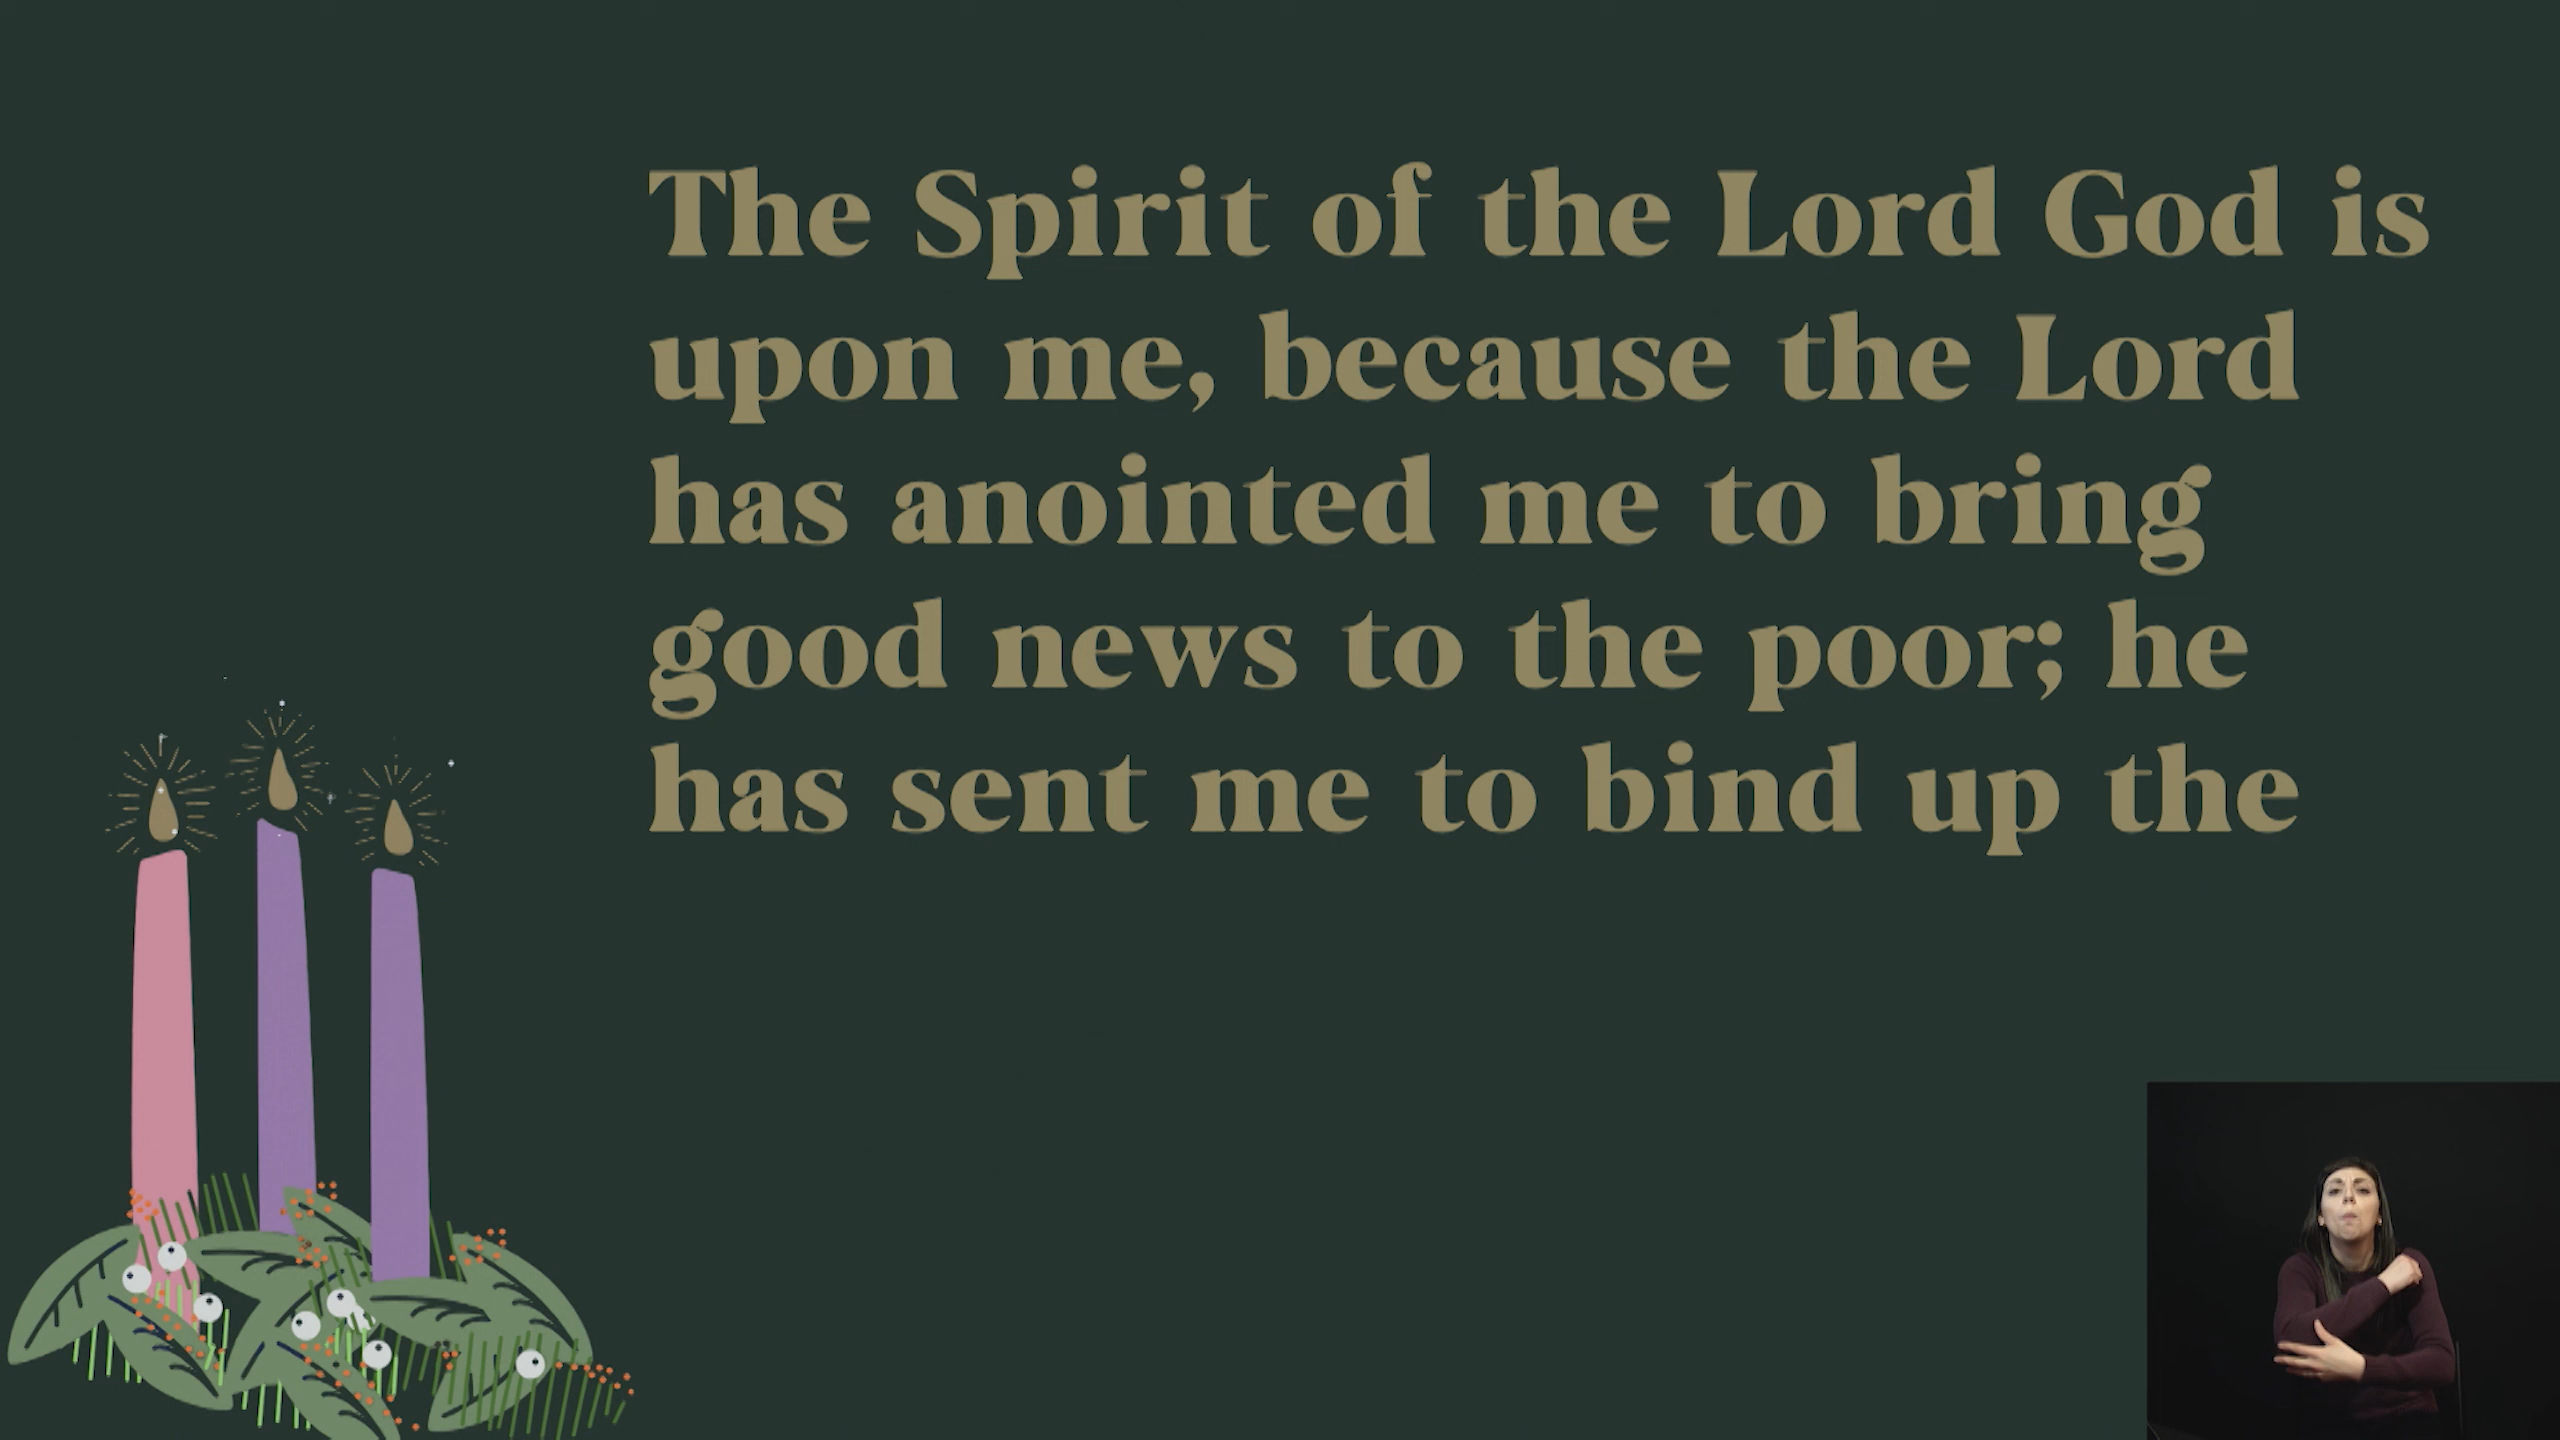 The Spirit of the Lord God is
upon me, because the Lord
has anointed me to bring
good news to the poor; he
has sent me to bind up the